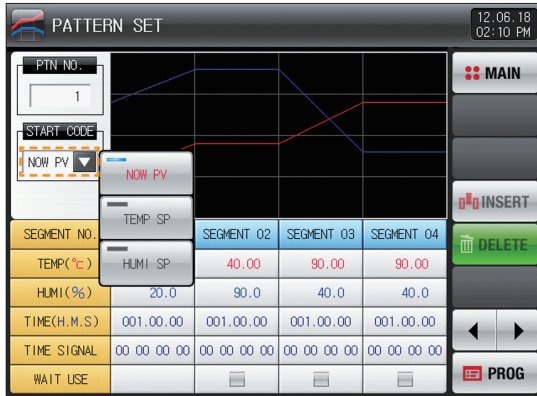 PATTERN SET
12.06.18
02:10 PM
PTN NO.
1
START CODE
NOW PV
NOW PV
TEMP SP
HUMI SP
MAIN
INSERT
DELETE
PROG
SEGMENT NO. SEGMENT 02 SEGMENT 03 SEGMENT 04
TEMP(℃) 40.00 90.00 90.00
HUMI(%) 20.0 90.0 40.0 40.0
TIME(H.M.S) 001.00.00 001.00.00 001.00.00 001.00.00
TIME SIGNAL 00 00 00 00 00 00 00 00 00 00 00 00 00 00 00 00
WAIT USE